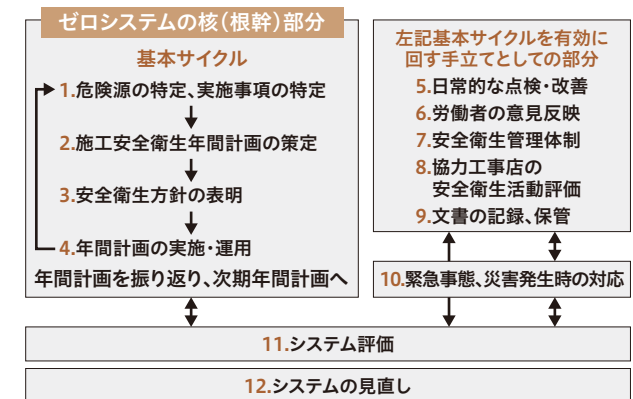 ゼロシステムの核（根幹）部分
基本サイクル
1.危険源の特定、実施事項の特定
2.施工安全衛生年間計画の策定
3.安全衛生方針の表明
4.年間計画の実施・運用
年間計画を振り返り、次期年間計画へ
左記基本サイクルを有効に
回す手立てとしての部分
5.日常的な点検・改善
6.労働者の意見反映
7.安全衛生管理体制
8.協力工事店の
安全衛生活動評価
9.文書の記録、保管
10.緊急事態、災害発生時の対応
11.システム評価
12.システムの見直し